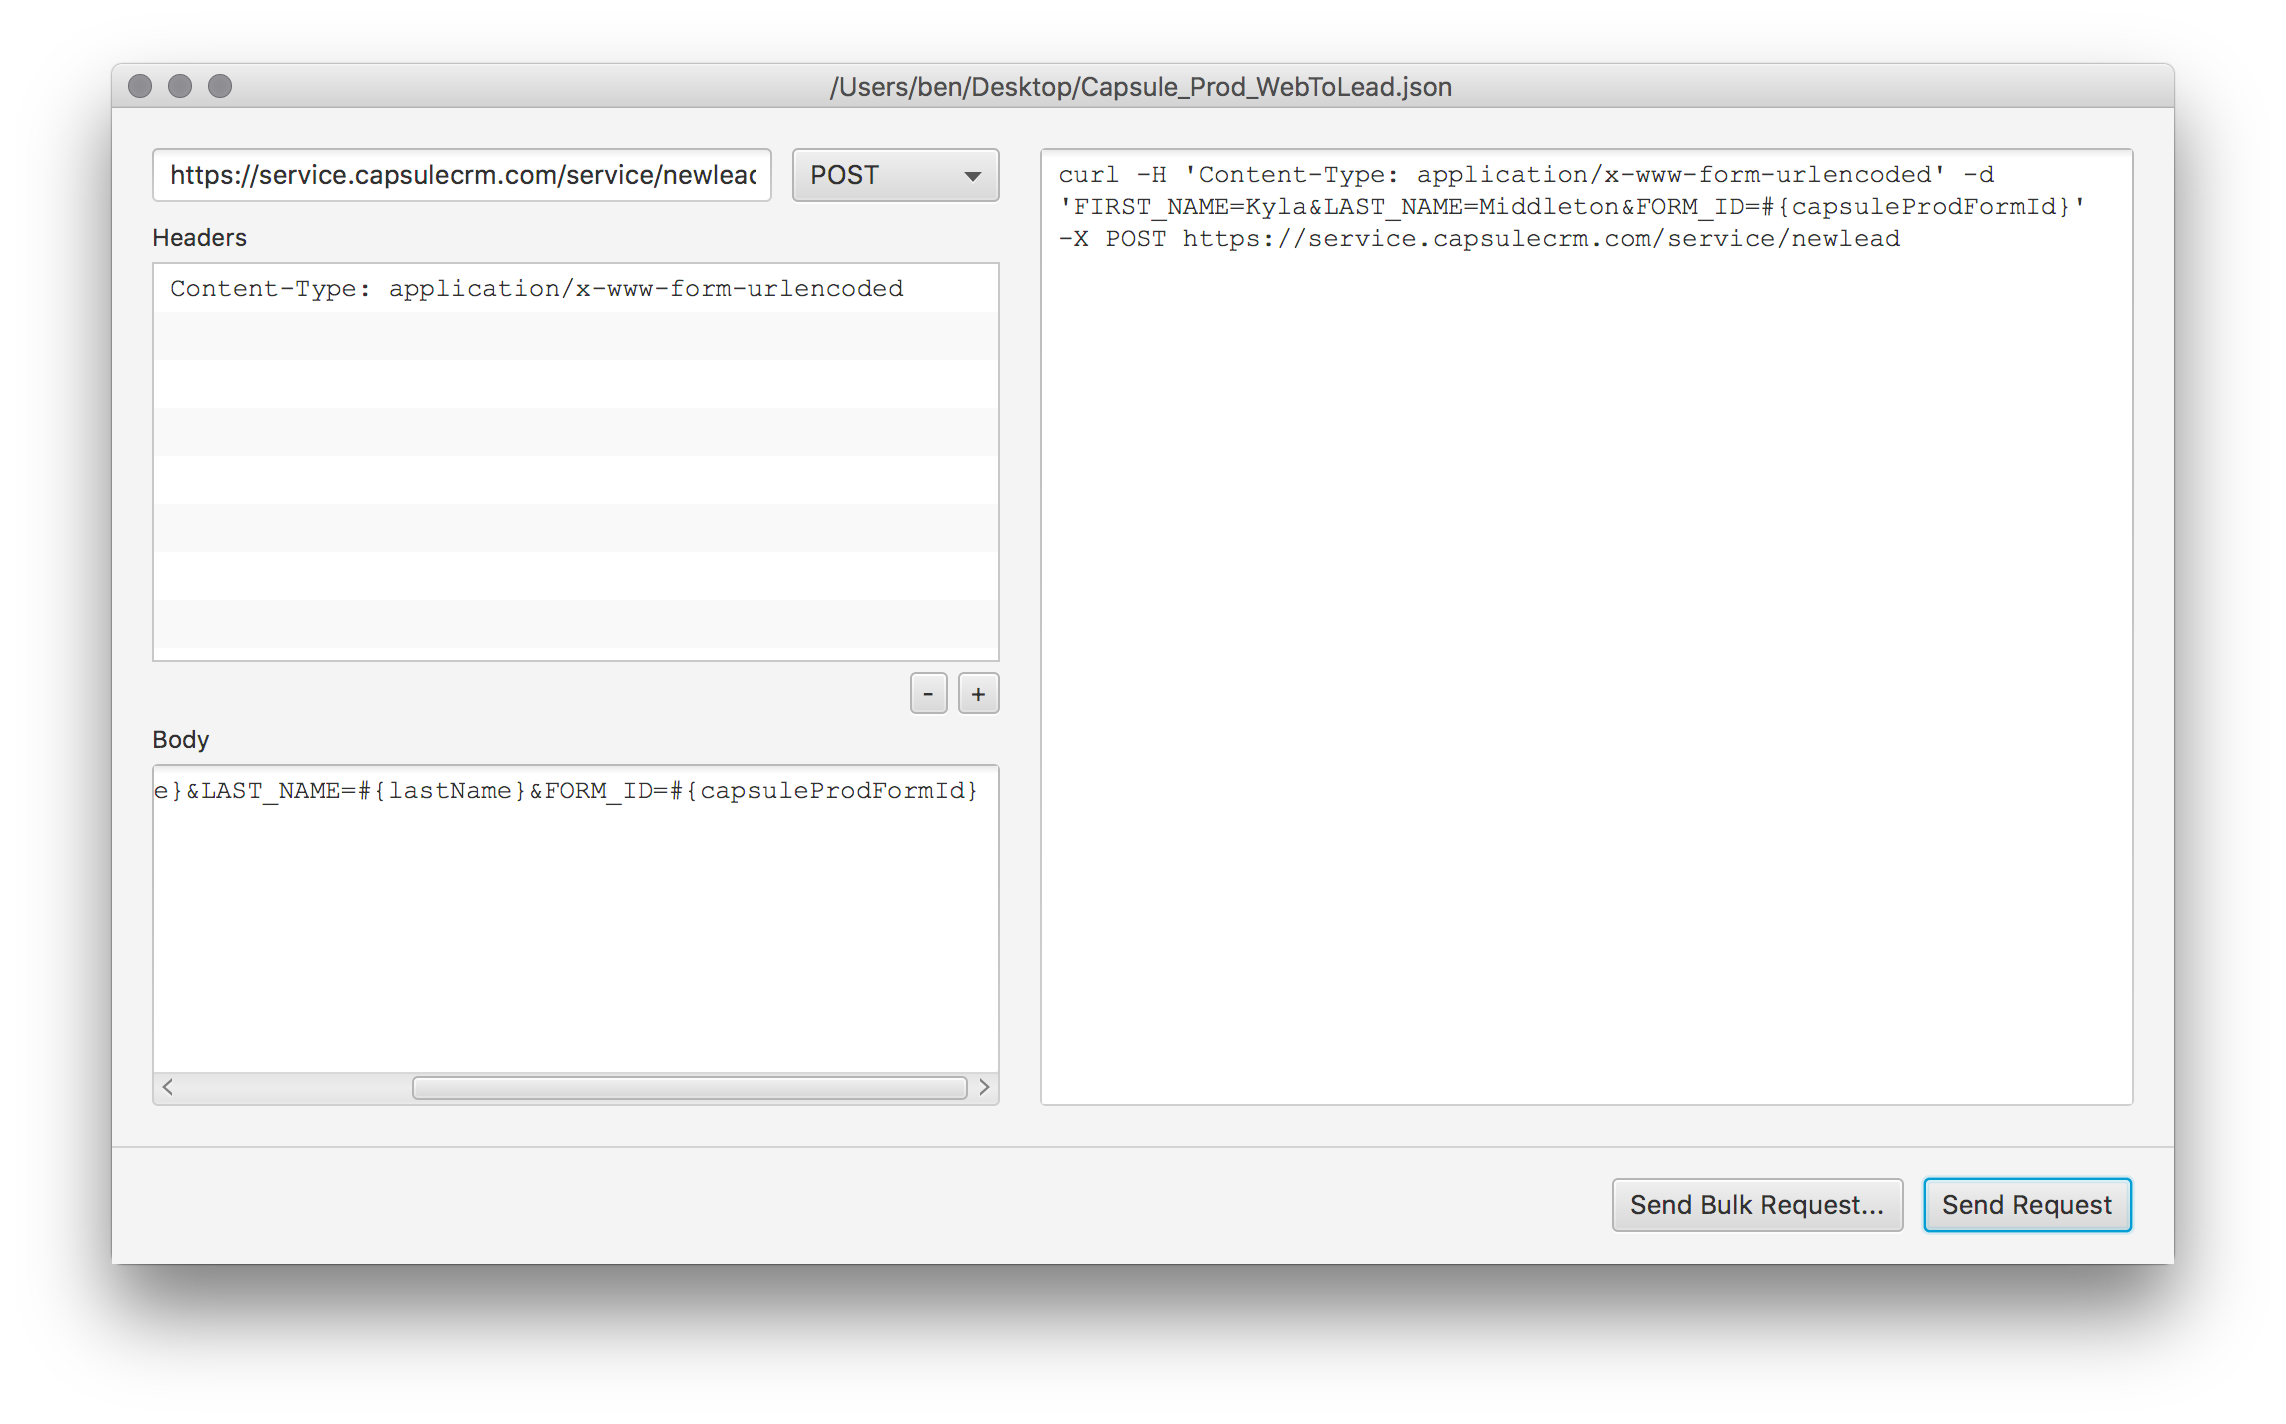 /Users/ben/Desktop/Capsule_Prod_WebToLead.json
https://service.capsulecrm.com/service/newlead
POST
Headers
Content-Type: application/x-www-form-urlencoded
-
+
Body
e}&LAST_NAME=#{lastName}&FORM_ID=#{capsuleProdFormId}
curl -H 'Content-Type: application/x-www-form-urlencoded' -d
'FIRST_NAME=Kyla&LAST_NAME=Middleton&FORM_ID=#{capsuleProdFormId}'
-X POST https://service.capsulecrm.com/service/newlead
Send Bulk Request...
Send Request